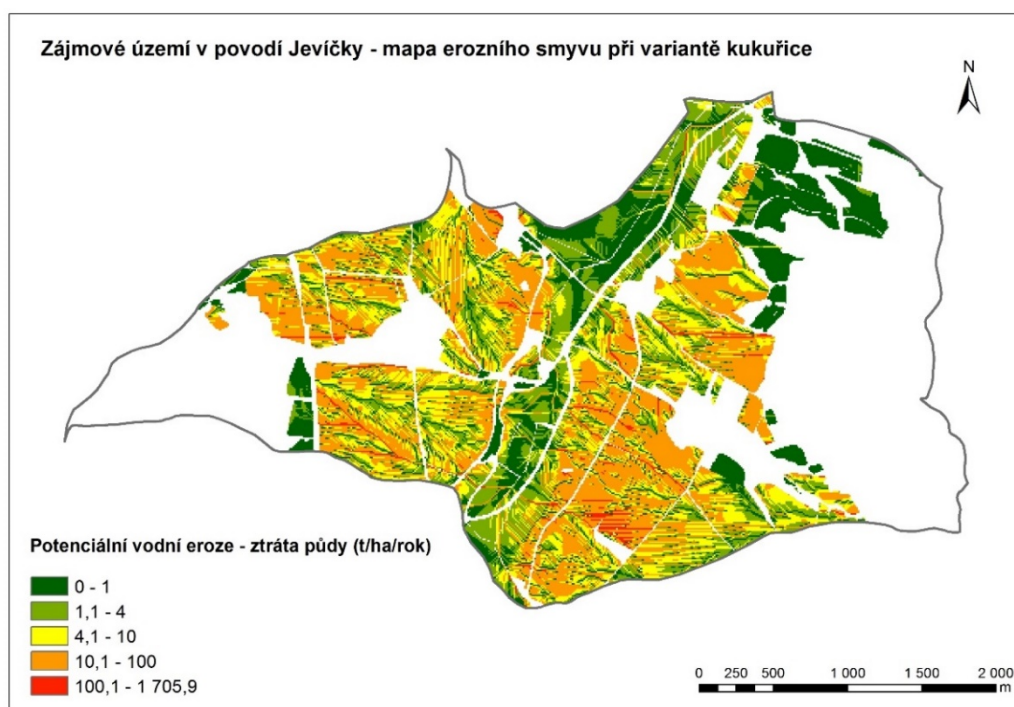 Zájmové území v povodí Jevíčky - mapa erozního smyvu při variantě kukuřice
N
Potenciální vodní eroze - ztráta půdy (t/ha/rok)
0 - 1
1,1 - 4
4,1 - 10
10,1 - 100
100,1 - 1 705,9
0 250 500 1 000 1 500 2 000
m